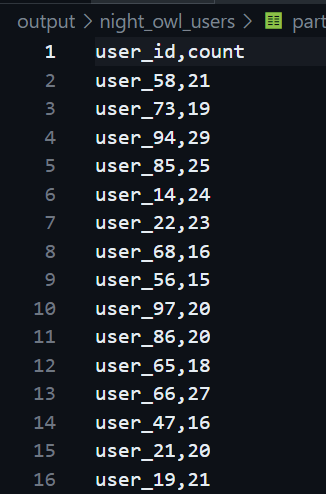 output > night_owl_users > part
1 user_id,count
2 user_58,21
3 user_73,19
4 user_94,29
5 user_85,25
6 user_14,24
7 user_22,23
8 user_68,16
9 user_56,15
10 user_97,20
11 user_86,20
12 user_65,18
13 user_66,27
14 user_47,16
15 user_21,20
16 user_19,21